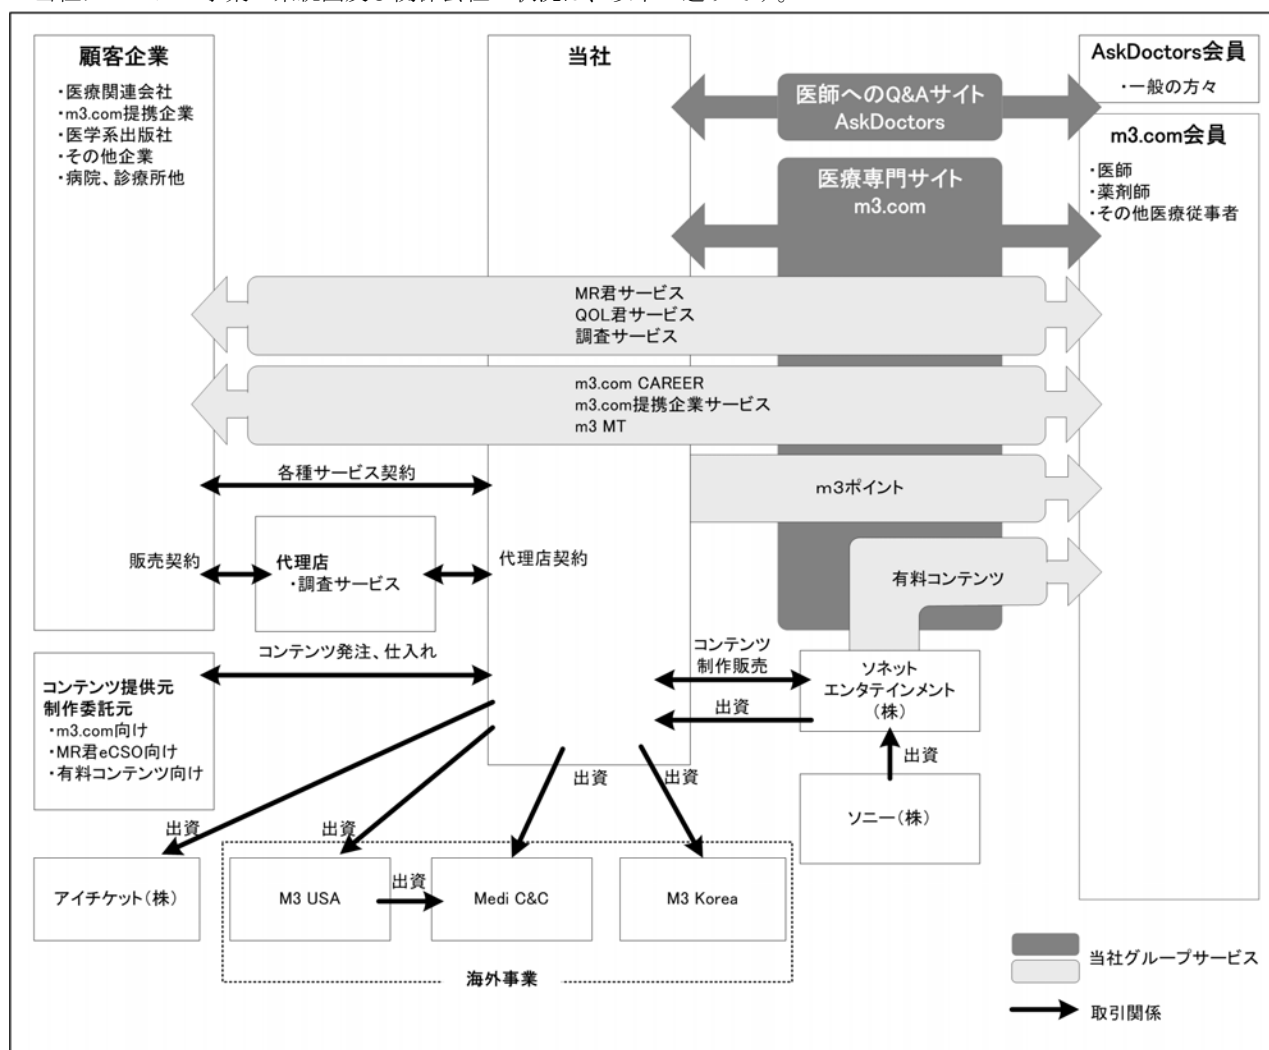 顧客企業
・医療関連会社
・m3.com提携企業
・医学系出版社
・その他企業
・病院、診療所他
当社
医師へのQ&Aサイト
AskDoctors
AskDoctors会員
・一般の方々
医療専門サイト
m3.com
m3.com会員
・医師
・薬剤師
・その他医療従事者
MR君サービス
QOL君サービス
調査サービス
m3.com CAREER
m3.com提携企業サービス
m3 MT
各種サービス契約
m3ポイント
販売契約
代理店
・調査サービス
代理店契約
有料コンテンツ
コンテンツ発注、仕入れ
コンテンツ
制作販売
コンテンツ提供元
制作委託元
・m3.com向け
・MR君eCSO向け
・有料コンテンツ向け
ソネット
エンタテインメント
（株）
出資
出資
ソニー（株）
出資
出資
出資
出資
アイチケット（株）
M3 USA
出資
Medi C&C
M3 Korea
海外事業
当社グループサービス
取引関係